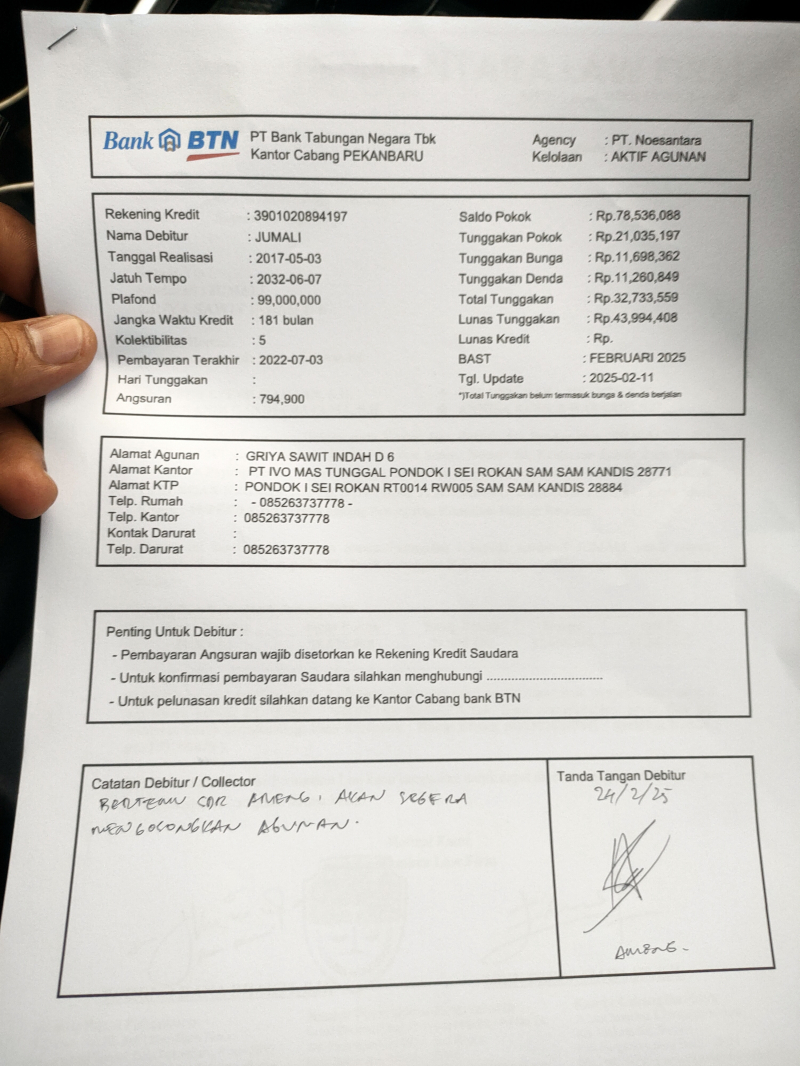 Bank BTN
PT Bank Tabungan Negara Tbk
Kantor Cabang PEKANBARU
Agency : PT. Noesantara
Kelolaan : AKTIF AGUNAN
Rekening Kredit : 3901020894197
Nama Debitur : JUMALI
Tanggal Realisasi : 2017-05-03
Jatuh Tempo : 2032-06-07
Plafond : 99,000,000
Jangka Waktu Kredit : 181 bulan
Kolektibilitas : 5
Pembayaran Terakhir : 2022-07-03
Hari Tunggakan :
Angsuran : 794,900
Saldo Pokok : Rp.78,536,088
Tunggakan Pokok : Rp.21,035,197
Tunggakan Bunga : Rp.11,698,362
Tunggakan Denda : Rp.11,260,849
Total Tunggakan : Rp.32,733,559
Lunas Tunggakan : Rp.43,994,408
Lunas Kredit : Rp.
BAST : FEBRUARI 2025
Tgl. Update : 2025-02-11
*)Total Tunggakan belum termasuk bunga & denda berjalan
Alamat Agunan : GRIYA SAWIT INDAH D 6
Alamat Kantor : PT IVO MAS TUNGGAL PONDOK I SEI ROKAN SAM SAM KANDIS 28771
Alamat KTP : PONDOK I SEI ROKAN RT0014 RW005 SAM SAM KANDIS 28884
Telp. Rumah : - 085263737778 -
Telp. Kantor : 085263737778
Kontak Darurat :
Telp. Darurat : 085263737778
Penting Untuk Debitur :
- Pembayaran Angsuran wajib disetorkan ke Rekening Kredit Saudara
- Untuk konfirmasi pembayaran Saudara silahkan menghubungi ................................
- Untuk pelunasan kredit silahkan datang ke Kantor Cabang bank BTN
Catatan Debitur / Collector
BERTEMU AMENG, AKAN SEGERA
MENGOSONGKAN AGUNAN.
Tanda Tangan Debitur
24/2/25
AMENG.